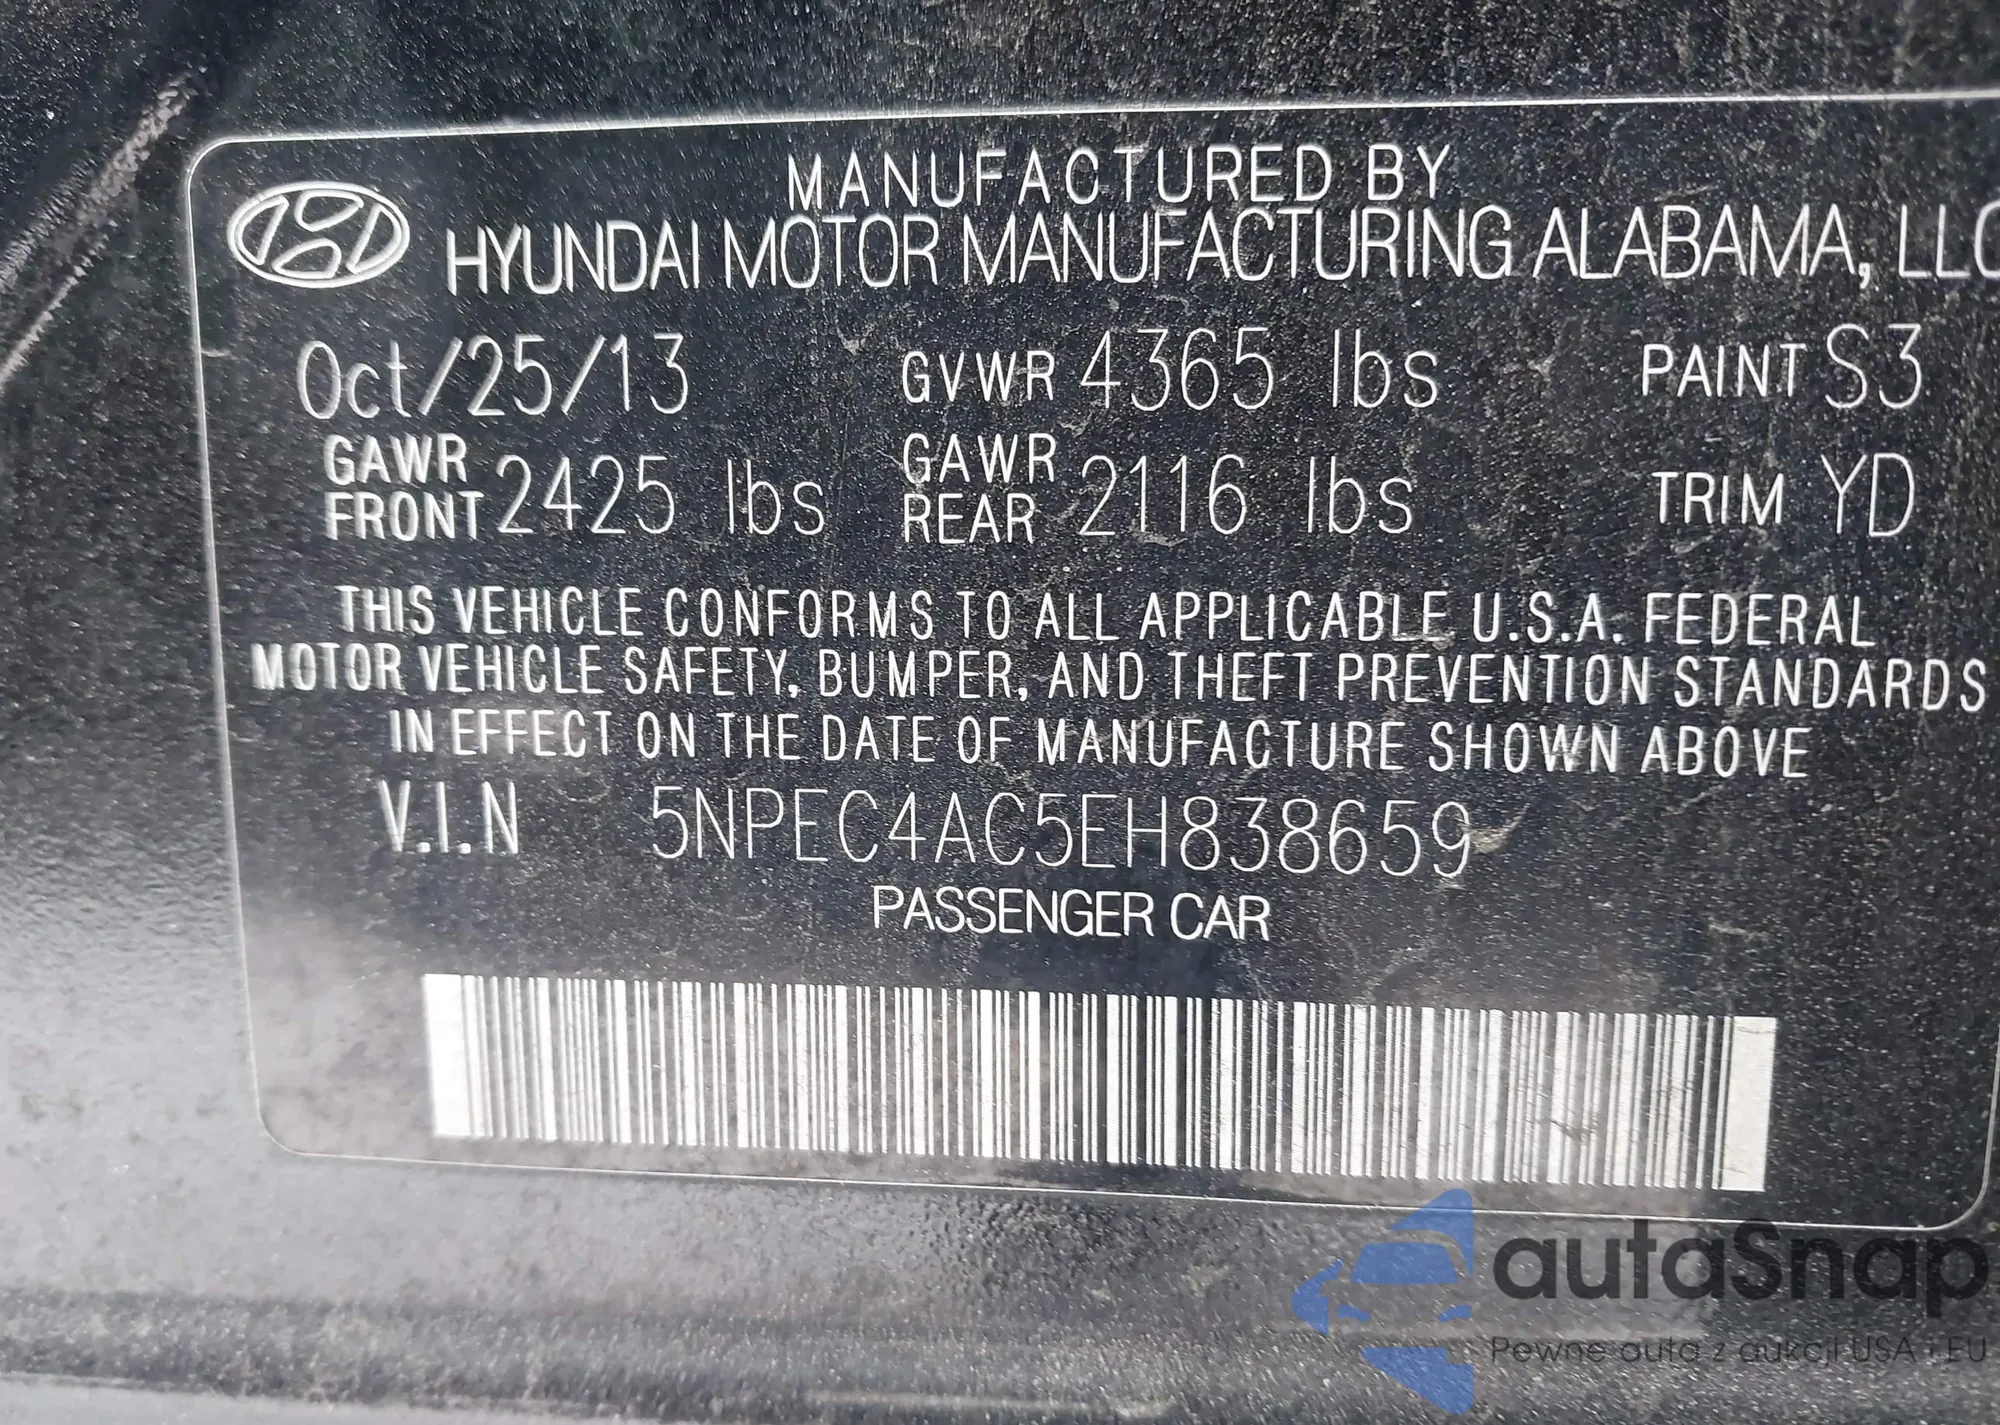 MANUFACTURED BY
HYUNDAI MOTOR MANUFACTURING ALABAMA, LLC
Oct/25/13 GVWR 4365 lbs PAINT S3
GAWR FRONT 2425 lbs GAWR REAR 2116 lbs TRIM YD
THIS VEHICLE CONFORMS TO ALL APPLICABLE U.S.A. FEDERAL
MOTOR VEHICLE SAFETY, BUMPER, AND THEFT PREVENTION STANDARDS
IN EFFECT ON THE DATE OF MANUFACTURE SHOWN ABOVE
V.I.N 5NPEC4AC5EH838659
PASSENGER CAR
autaSnap
Pewne auta z aukcji USA i EU